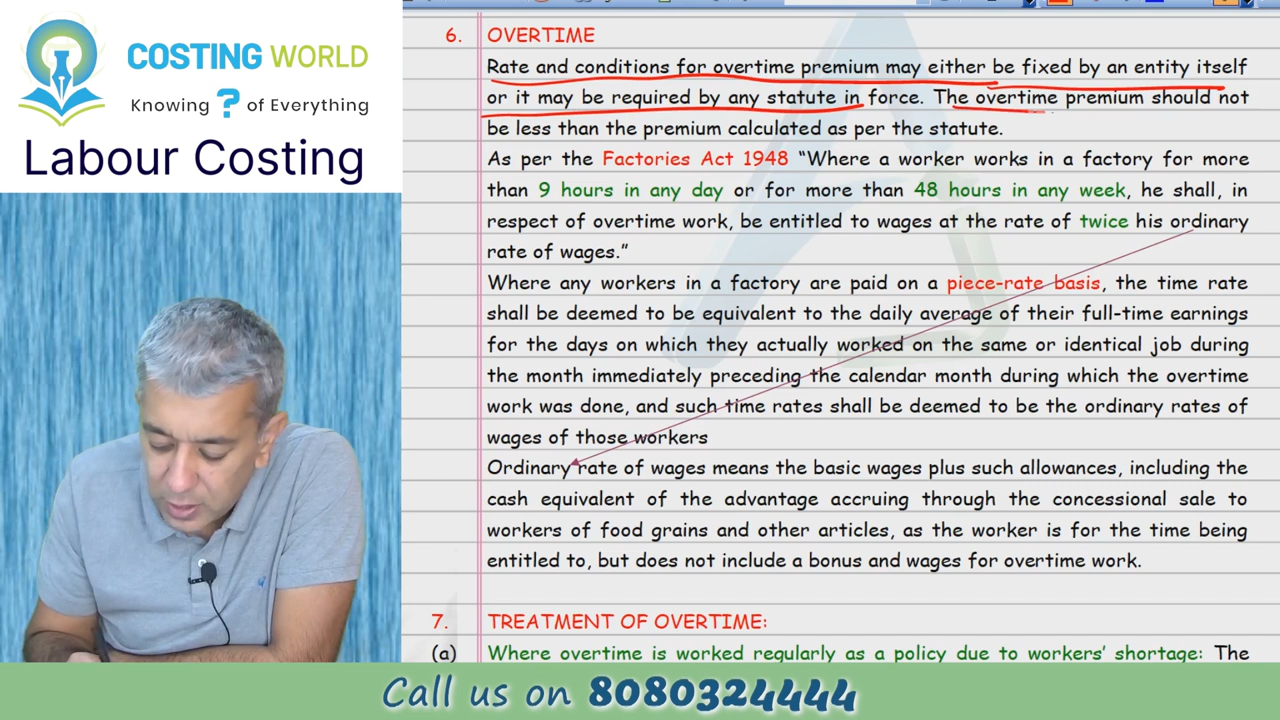 COSTING WORLD
Knowing ? of Everything
Labour Costing
6. OVERTIME
Rate and conditions for overtime premium may either be fixed by an entity itself
or it may be required by any statute in force. The overtime premium should not
be less than the premium calculated as per the statute.
As per the Factories Act 1948 “Where a worker works in a factory for more
than 9 hours in any day or for more than 48 hours in any week, he shall, in
respect of overtime work, be entitled to wages at the rate of twice his ordinary
rate of wages.”
Where any workers in a factory are paid on a piece-rate basis, the time rate
shall be deemed to be equivalent to the daily average of their full-time earnings
for the days on which they actually worked on the same or identical job during
the month immediately preceding the calendar month during which the overtime
work was done, and such time rates shall be deemed to be the ordinary rates of
wages of those workers
Ordinary rate of wages means the basic wages plus such allowances, including the
cash equivalent of the advantage accruing through the concessional sale to
workers of food grains and other articles, as the worker is for the time being
entitled to, but does not include a bonus and wages for overtime work.
7. TREATMENT OF OVERTIME:
(a) Where overtime is worked regularly as a policy due to workers’ shortage: The
Call us on 8080324444